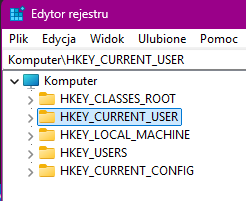 Edytor rejestru
Plik Edycja Widok Ulubione Pomoc
Komputer\HKEY_CURRENT_USER
Komputer
HKEY_CLASSES_ROOT
HKEY_CURRENT_USER
HKEY_LOCAL_MACHINE
HKEY_USERS
HKEY_CURRENT_CONFIG